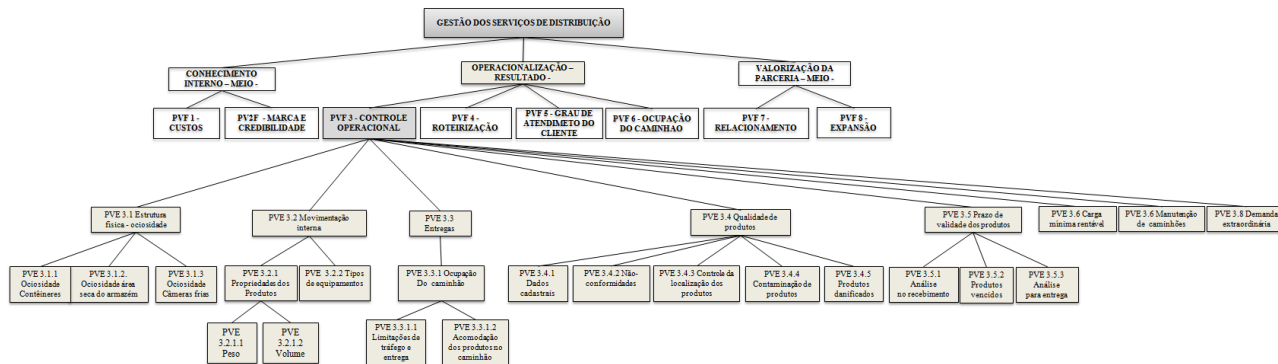 GESTÃO DOS SERVIÇOS DE DISTRIBUIÇÃO
CONHECIMENTO
INTERNO – MEIO -
OPERACIONALIZAÇÃO –
RESULTADO -
VALORIZAÇÃO DA
PARCERIA – MEIO -
PVF 1 -
CUSTOS
PV2F - MARCA E
CREDIBILIDADE
PVF 3 - CONTROLE
OPERACIONAL
PVF 4 -
ROTEIRIZAÇÃO
PVF 5 - GRAU DE
ATENDIMETO DO
CLIENTE
PVF 6 - OCUPAÇÃO
DO CAMINHAO
PVF 7 -
RELACIONAMENTO
PVF 8 -
EXPANSÃO
PVE 3.1 Estrutura
física - ociosidade
PVE 3.2 Movimentação
interna
PVE 3.3
Entregas
PVE 3.4 Qualidade de
produtos
PVE 3.5 Prazo de
validade dos produtos
PVE 3.6 Carga
mínima rentável
PVE 3.6 Manutenção
de caminhões
PVE 3.8 Demanda
extraordinária
PVE 3.1.1
Ociosidade
Contêineres
PVE 3.1.2.
Ociosidade área
seca do armazém
PVE 3.1.3
Ociosidade
Câmeras frias
PVE 3.2.1
Propriedades dos
Produtos
PVE 3.2.2 Tipos
de equipamentos
PVE 3.3.1 Ocupação
Do caminhão
PVE 3.4.1
Dados
cadastrais
PVE 3.4.2 Não-
conformidades
PVE 3.4.3 Controle da
localização dos
produtos
PVE 3.4.4
Contaminação de
produtos
PVE 3.4.5
Produtos
danificados
PVE 3.5.1
Análise
no recebimento
PVE 3.5.2
Produtos
vencidos
PVE 3.5.3
Análise
para entrega
PVE
3.2.1.1
Peso
PVE
3.2.1.2
Volume
PVE 3.3.1.1
Limitações de
tráfego e
entrega
PVE 3.3.1.2
Acomodação
dos produtos no
caminhão